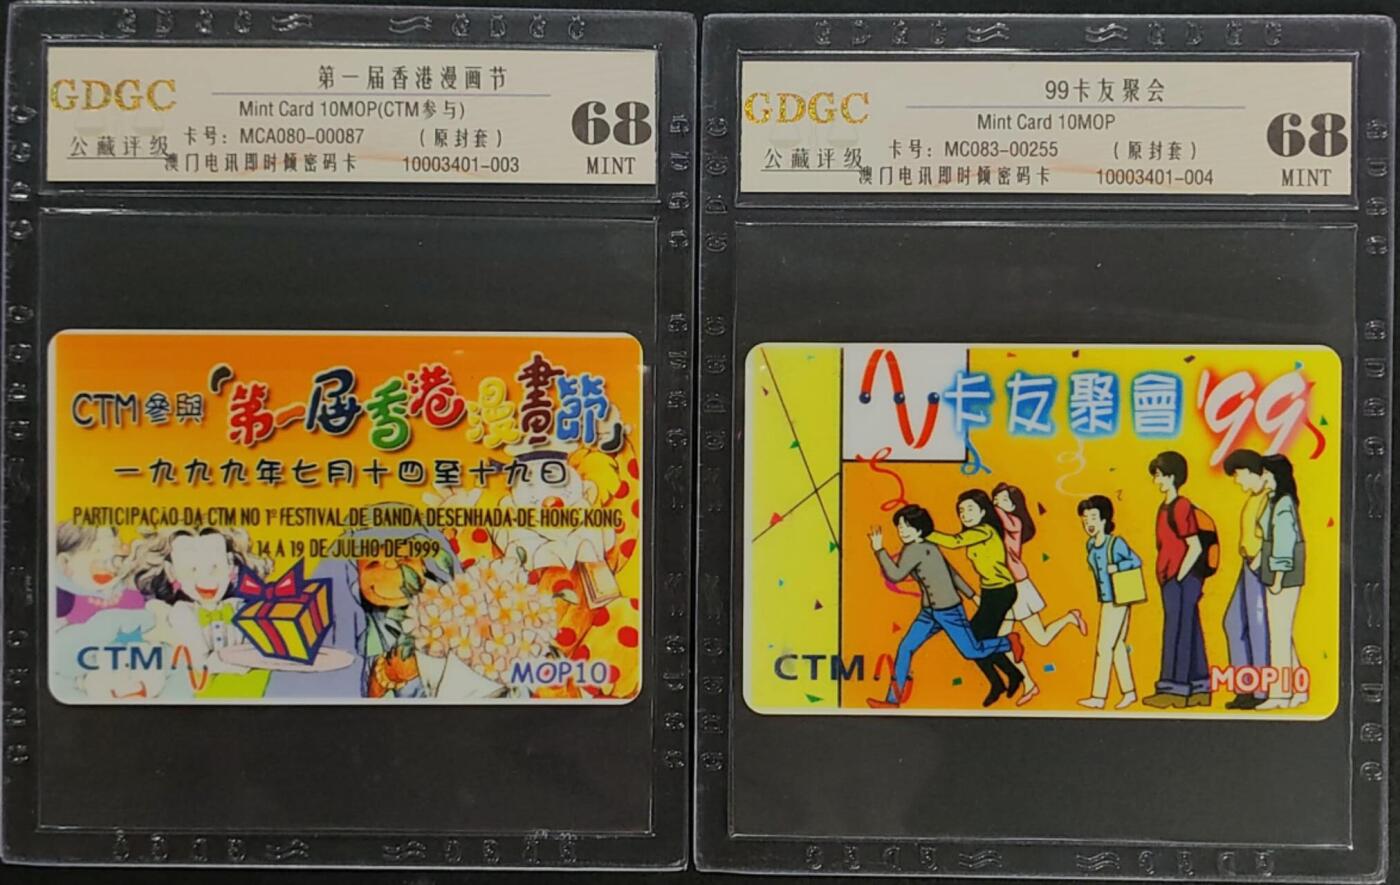 GDGC
公藏评级
第一届香港漫画节
Mint Card 10MOP(CTM参与)
卡号：MCA080-00087 （原封套）
澳门电讯即时倾密码卡 10003401-003
68
MINT
CTM參與「第一届香港漫畫節」
一九九九年七月十四至十九日
PARTICIPAÇÃO DA CTM NO 1º FESTIVAL DE BANDA DESENHADA DE HONG KONG
14 A 19 DE JULHO DE 1999
CTM
MOP10
GDGC
公藏评级
99卡友聚会
Mint Card 10MOP
卡号：MC083-00255 （原封套）
澳门电讯即时倾密码卡 10003401-004
68
MINT
卡友聚會'99
CTM
MOP10